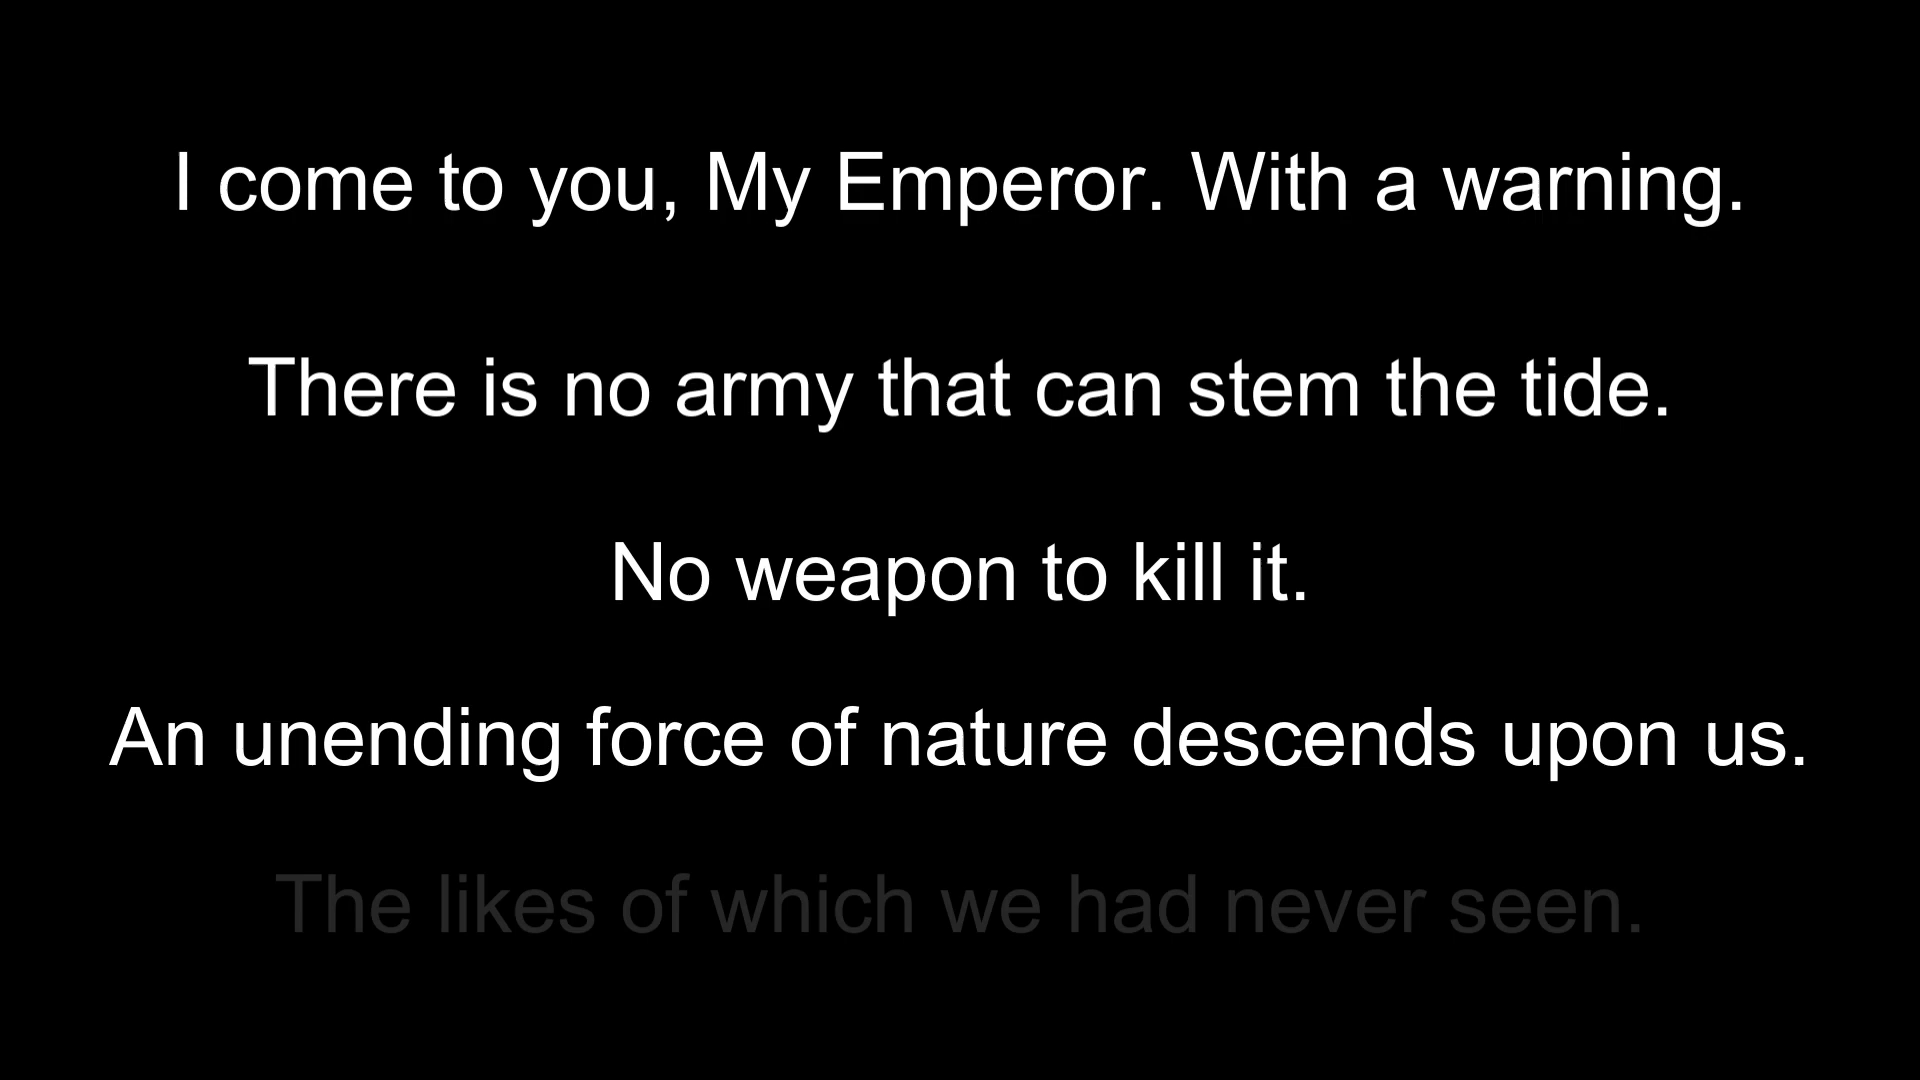 I come to you, My Emperor. With a warning.
There is no army that can stem the tide.
No weapon to kill it.
An unending force of nature descends upon us.
The likes of which we had never seen.